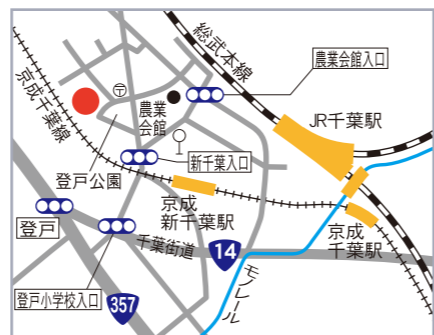 総武本線
農業会館入口
京成千葉線
〒
農業
会館
JR千葉駅
新千葉入口
登戸公園
京成
新千葉駅
京成
千葉駅
登戸
千葉街道
14
モノレール
登戸小学校入口
357